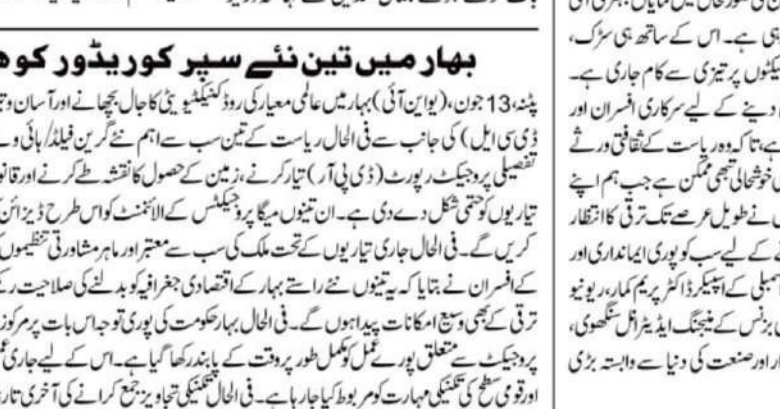 بہار میں تین نئے سپر کوریڈور کو
پٹنہ، 13 جون، (یو این آئی) بہار میں عالمی معیار کی روڈ کنیکٹیویٹی کا جال بچھانے اور آسان و
ڈی سی ایل) کی جانب سے فی الحال ریاست کے تین سب سے اہم نئے گرین فیلڈ/ہائی و
تفصیلی پروجیکٹ رپورٹ (ڈی پی آر) تیار کرنے، زمین کے حصول کا نقشہ طے کرنے اور قانو
تیاریوں کو حتمی شکل دے دی ہے۔ ان تینوں میگا پروجیکٹس کے الائنمنٹ کو اس طرح ڈیزائن
کریں گے۔ فی الحال جاری تیاریوں کے تحت ملک کی سب سے معتبر اور ماہر مشاورتی تنظیموں
کے افسران نے بتایا کہ یہ تینوں نئے راستے بہار کے اقتصادی جغرافیہ کو بدلنے کی صلاحیت ر
ترقی کے بھی وسیع امکانات پیدا ہوں گے۔ فی الحال بہار حکومت کی پوری توجہ اس بات پر مرکوز
پروجیکٹ سے متعلق پورے عمل کو مکمل طور پر وقت کے پابند رکھا گیا ہے۔ اس کے لیے جاری
اور قومی سطح کی تکنیکی مہارت کو مربوط کیا جا رہا ہے۔ فی الحال تکنیکی تجاویز جمع کرانے کی آخری تار
ہی ہے۔ اس کے ساتھ ہی سڑک،
جیکٹوں پر تیزی سے کام جاری ہے۔
دینے کے لیے سرکاری افسران اور
ہے، تاکہ وہ ریاست کے ثقافتی ورثے
خوشحالی تبھی ممکن ہے جب ہم اپنے
نے طویل عرصے تک ترقی کا انتظار
کے لیے سب کو پوری ایمانداری اور
سمبلی کے اسپیکر ڈاکٹر پریم کمار، ریونیو
بزنس کے منیجنگ ایڈیٹر انل سنگھوی،
ر اور صنعت کی دنیا سے وابستہ بڑی